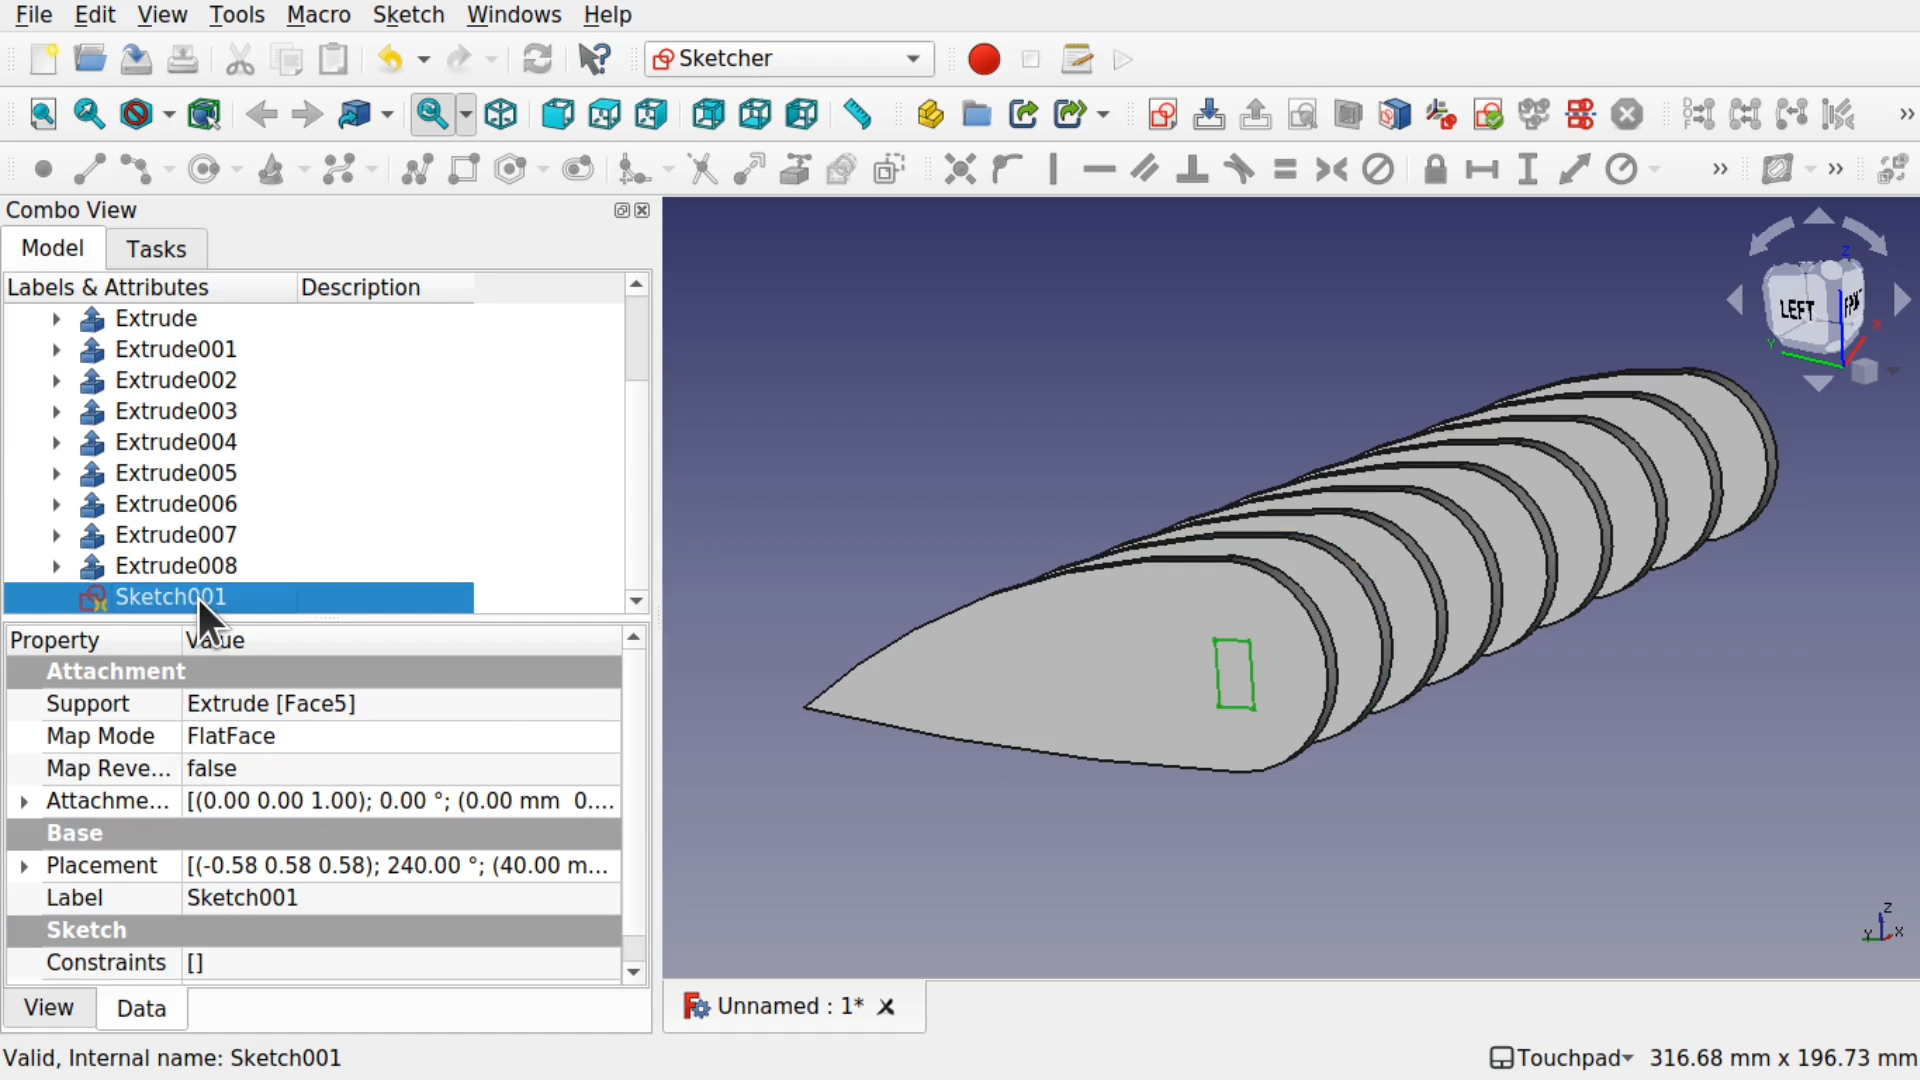 File Edit View Tools Macro Sketch Windows Help
Sketcher
Combo View
Model Tasks
Labels & Attributes Description
Extrude
Extrude001
Extrude002
Extrude003
Extrude004
Extrude005
Extrude006
Extrude007
Extrude008
Sketch001
Property Value
Attachment
Support Extrude [Face5]
Map Mode FlatFace
Map Reve... false
Attachme... [(0.00 0.00 1.00); 0.00 °; (0.00 mm 0....
Base
Placement [(-0.58 0.58 0.58); 240.00 °; (40.00 m...
Label Sketch001
Sketch
Constraints []
View Data
Z
LEFT
X
Y
Z
Y X
Unnamed : 1*
Valid, Internal name: Sketch001
Touchpad 316.68 mm x 196.73 mm